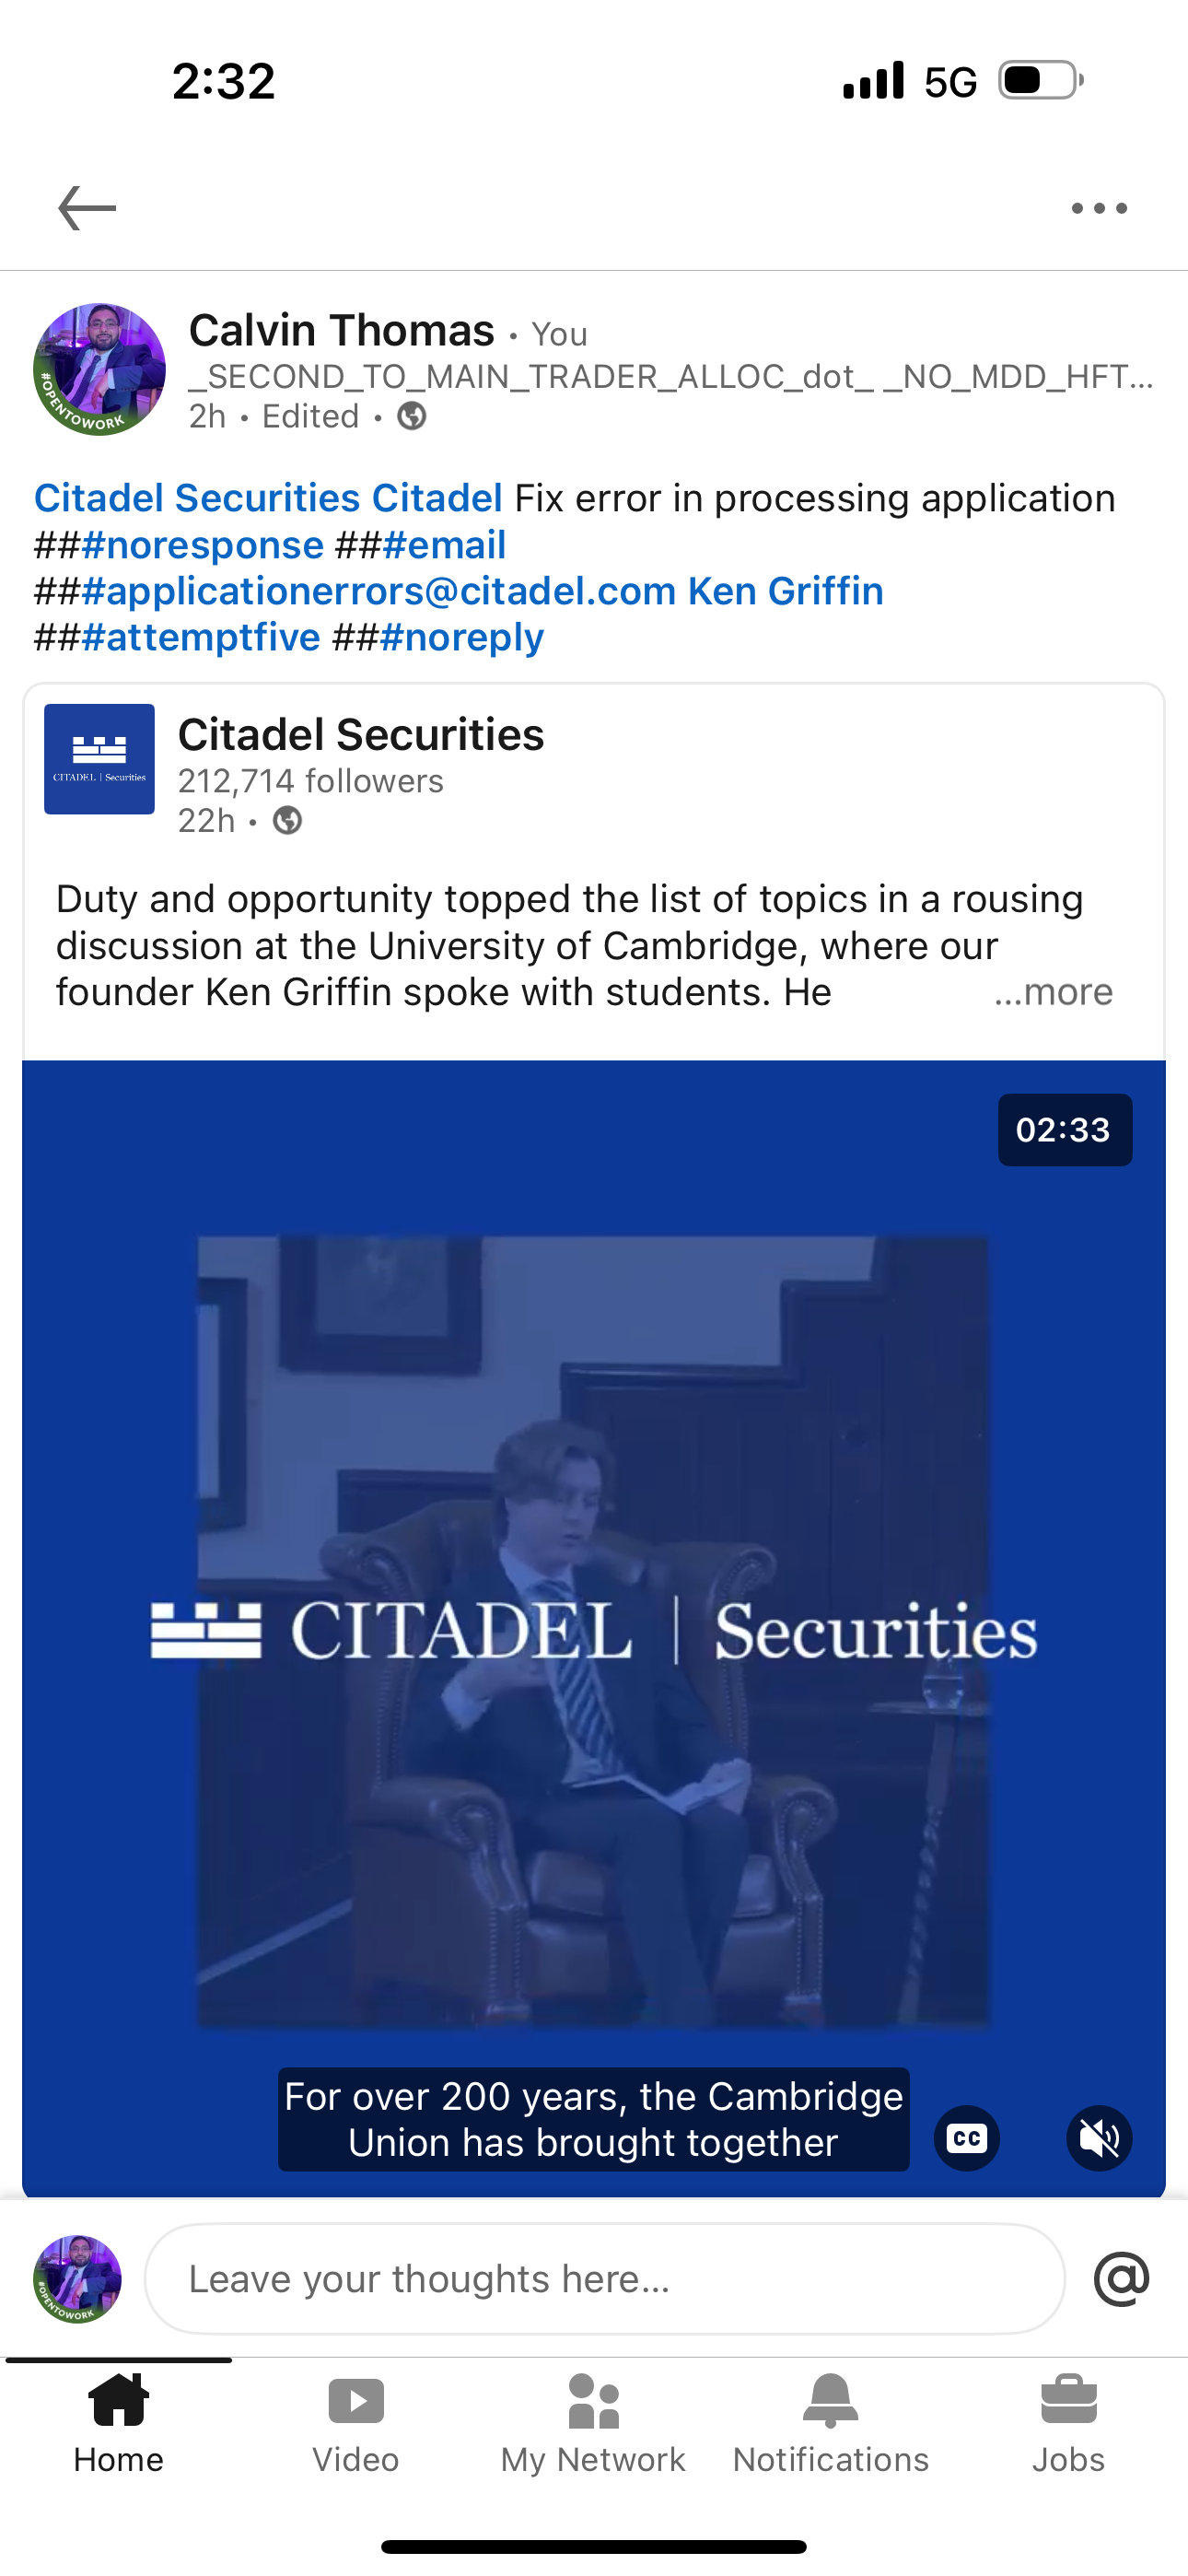 2:32 5G
Calvin Thomas • You
_SECOND_TO_MAIN_TRADER_ALLOC_dot_ _NO_MDD_HFT...
2h • Edited •
#OPENTOWORK
Citadel Securities Citadel Fix error in processing application
###noresponse ###email
###applicationerrors@citadel.com Ken Griffin
###attemptfive ###noreply
CITADEL | Securities
Citadel Securities
212,714 followers
22h •
Duty and opportunity topped the list of topics in a rousing
discussion at the University of Cambridge, where our
founder Ken Griffin spoke with students. He ...more
02:33
CITADEL | Securities
For over 200 years, the Cambridge
Union has brought together
CC
#OPENTOWORK
Leave your thoughts here...
@
Home Video My Network Notifications Jobs